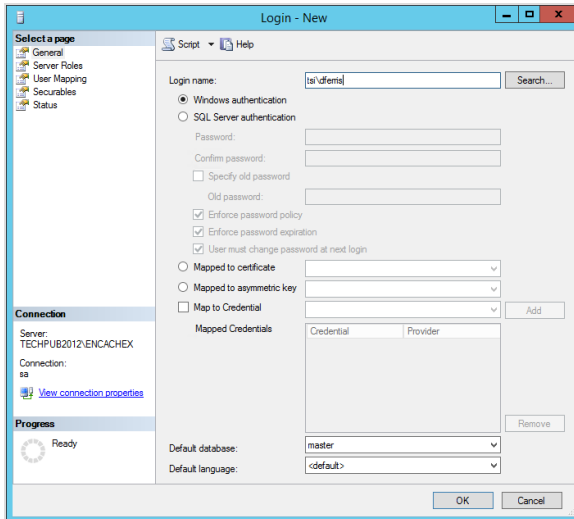 Login - New
Select a page
General
Server Roles
User Mapping
Securables
Status
Script
Help
Login name:
tsi\dferris
Search...
Windows authentication
SQL Server authentication
Password:
Confirm password:
Specify old password
Old password:
Enforce password policy
Enforce password expiration
User must change password at next login
Mapped to certificate
Mapped to asymmetric key
Map to Credential
Add
Mapped Credentials
Credential Provider
Remove
Default database:
master
Default language:
<default>
Connection
Server:
TECHPUB2012\ENCACHEX
Connection:
sa
View connection properties
Progress
Ready
OK
Cancel